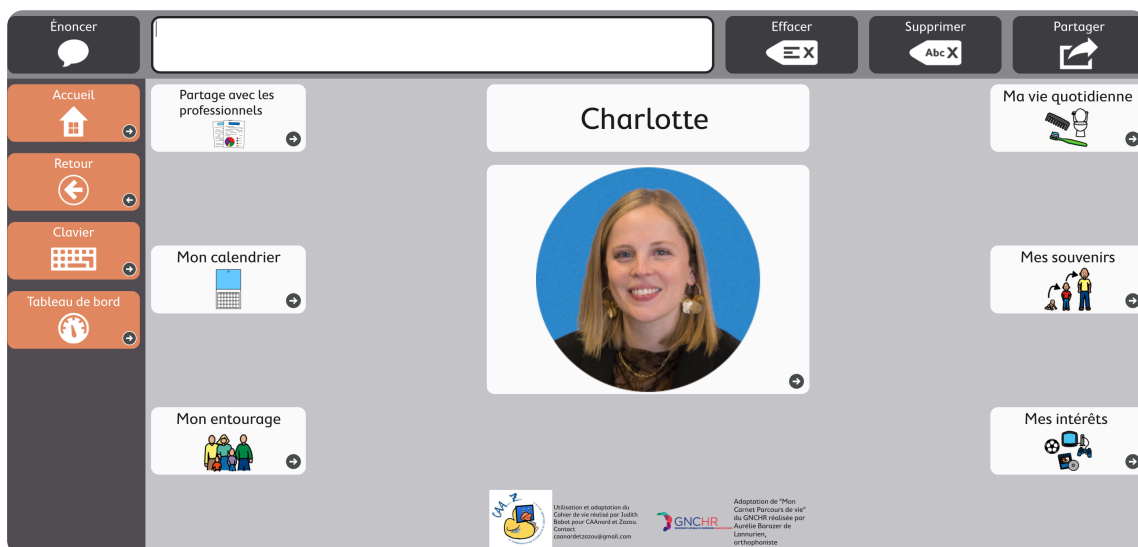 Énoncer
Effacer
Supprimer
Abc X
Partager
Accueil
Retour
Clavier
Tableau de bord
Partage avec les
professionnels
Charlotte
Ma vie quotidienne
Mon calendrier
Mes souvenirs
Mon entourage
Mes intérêts
CAA_Z
Utilisation et adaptation du
Cahier de vie réalisé par Judith
Babot pour CAAnard et Zazou.
Contact
caanardetzazou@gmail.com
GNCHR
Adaptation de "Mon
Carnet Parcours de vie"
du GNCHR réalisée par
Aurélie Barazer de
Lannurien,
orthophoniste